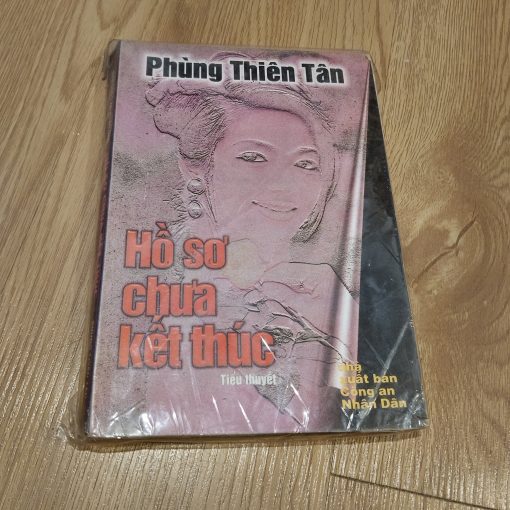 Phùng Thiên Tân
Hồ sơ
chưa
kết thúc
Tiểu thuyết
Nhà
xuất bản
Công an
Nhân Dân